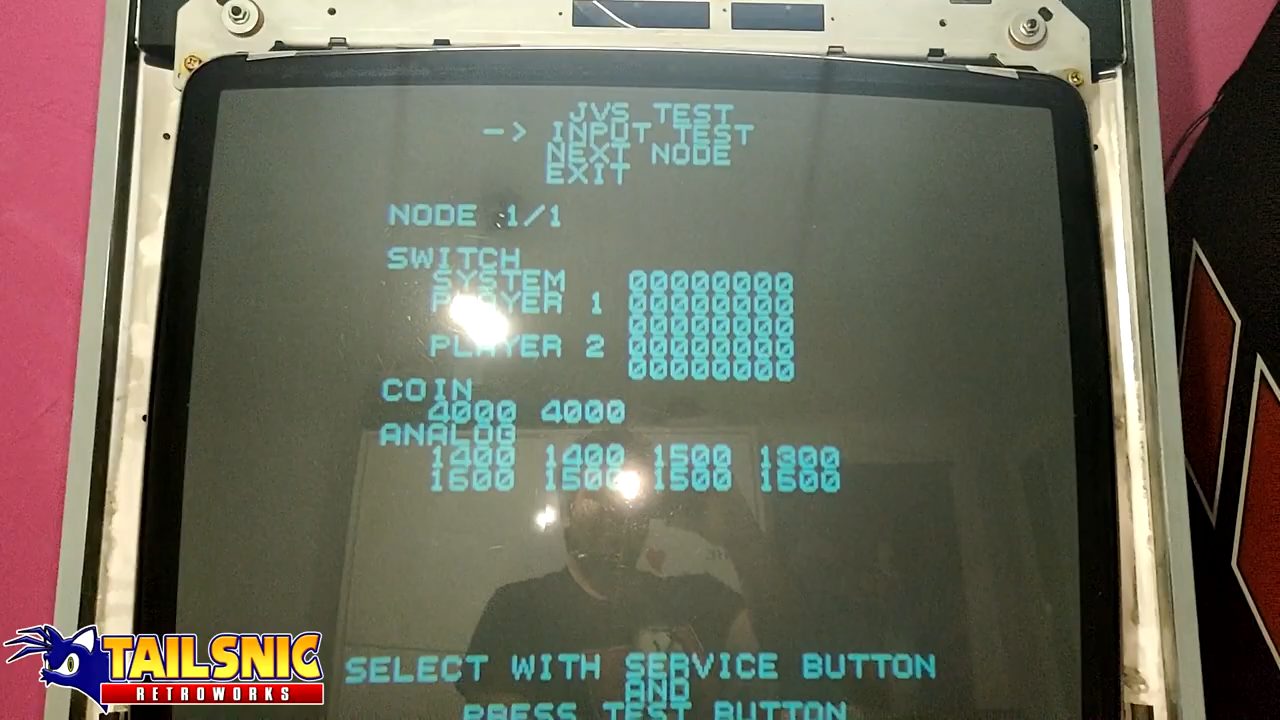 JVS TEST
--> INPUT TEST
NEXT NODE
EXIT
NODE 1/1
SWITCH
SYSTEM 00000000
PLAYER 1 00000000
00000000
PLAYER 2 00000000
00000000
COIN
4000 4000
ANALOG
1400 1400 1500 1300
1600 1500 1500 1600
SELECT WITH SERVICE BUTTON
AND
PRESS TEST BUTTON
TAILSNIC
RETROWORKS